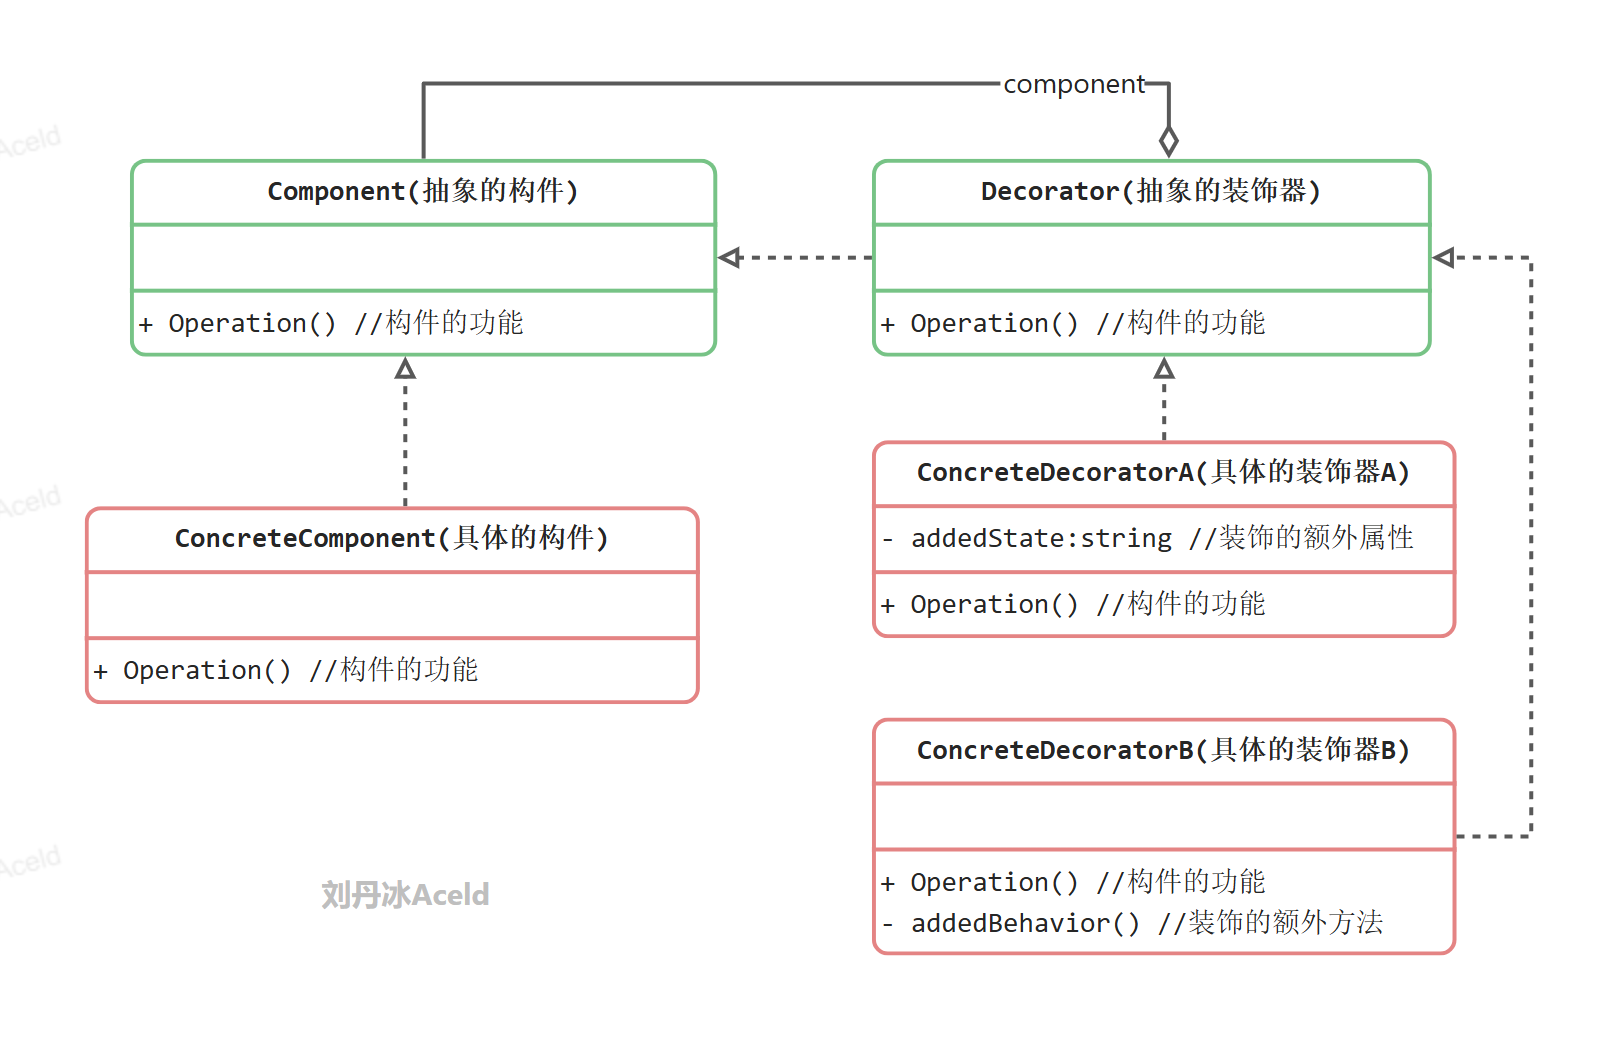 component
Aceld
Component(抽象的构件)
Decorator(抽象的装饰器)
+ Operation() //构件的功能
+ Operation() //构件的功能
ConcreteDecoratorA(具体的装饰器A)
- addedState:string //装饰的额外属性
+ Operation() //构件的功能
Aceld
ConcreteComponent(具体的构件)
+ Operation() //构件的功能
ConcreteDecoratorB(具体的装饰器B)
+ Operation() //构件的功能
- addedBehavior() //装饰的额外方法
Aceld
刘丹冰Aceld